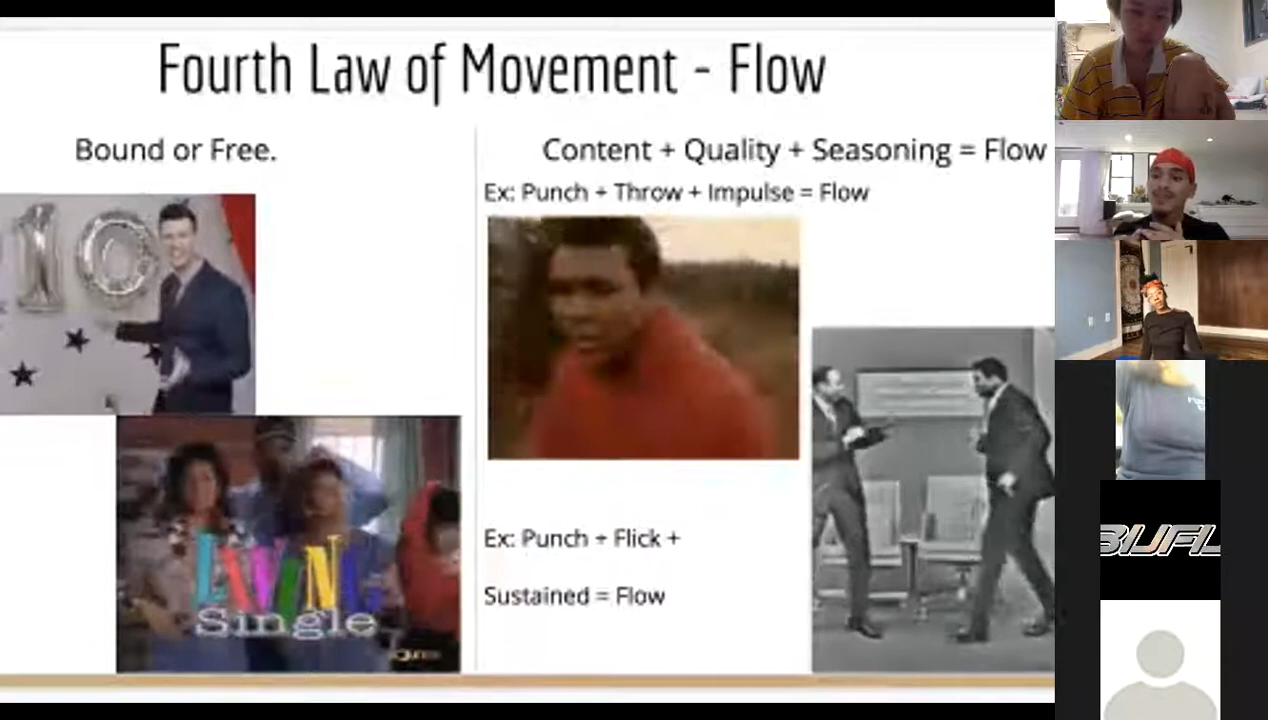 Fourth Law of Movement - Flow
Bound or Free.
10
LIVING
Single
Content + Quality + Seasoning = Flow
Ex: Punch + Throw + Impulse = Flow
Ex: Punch + Flick +
Sustained = Flow